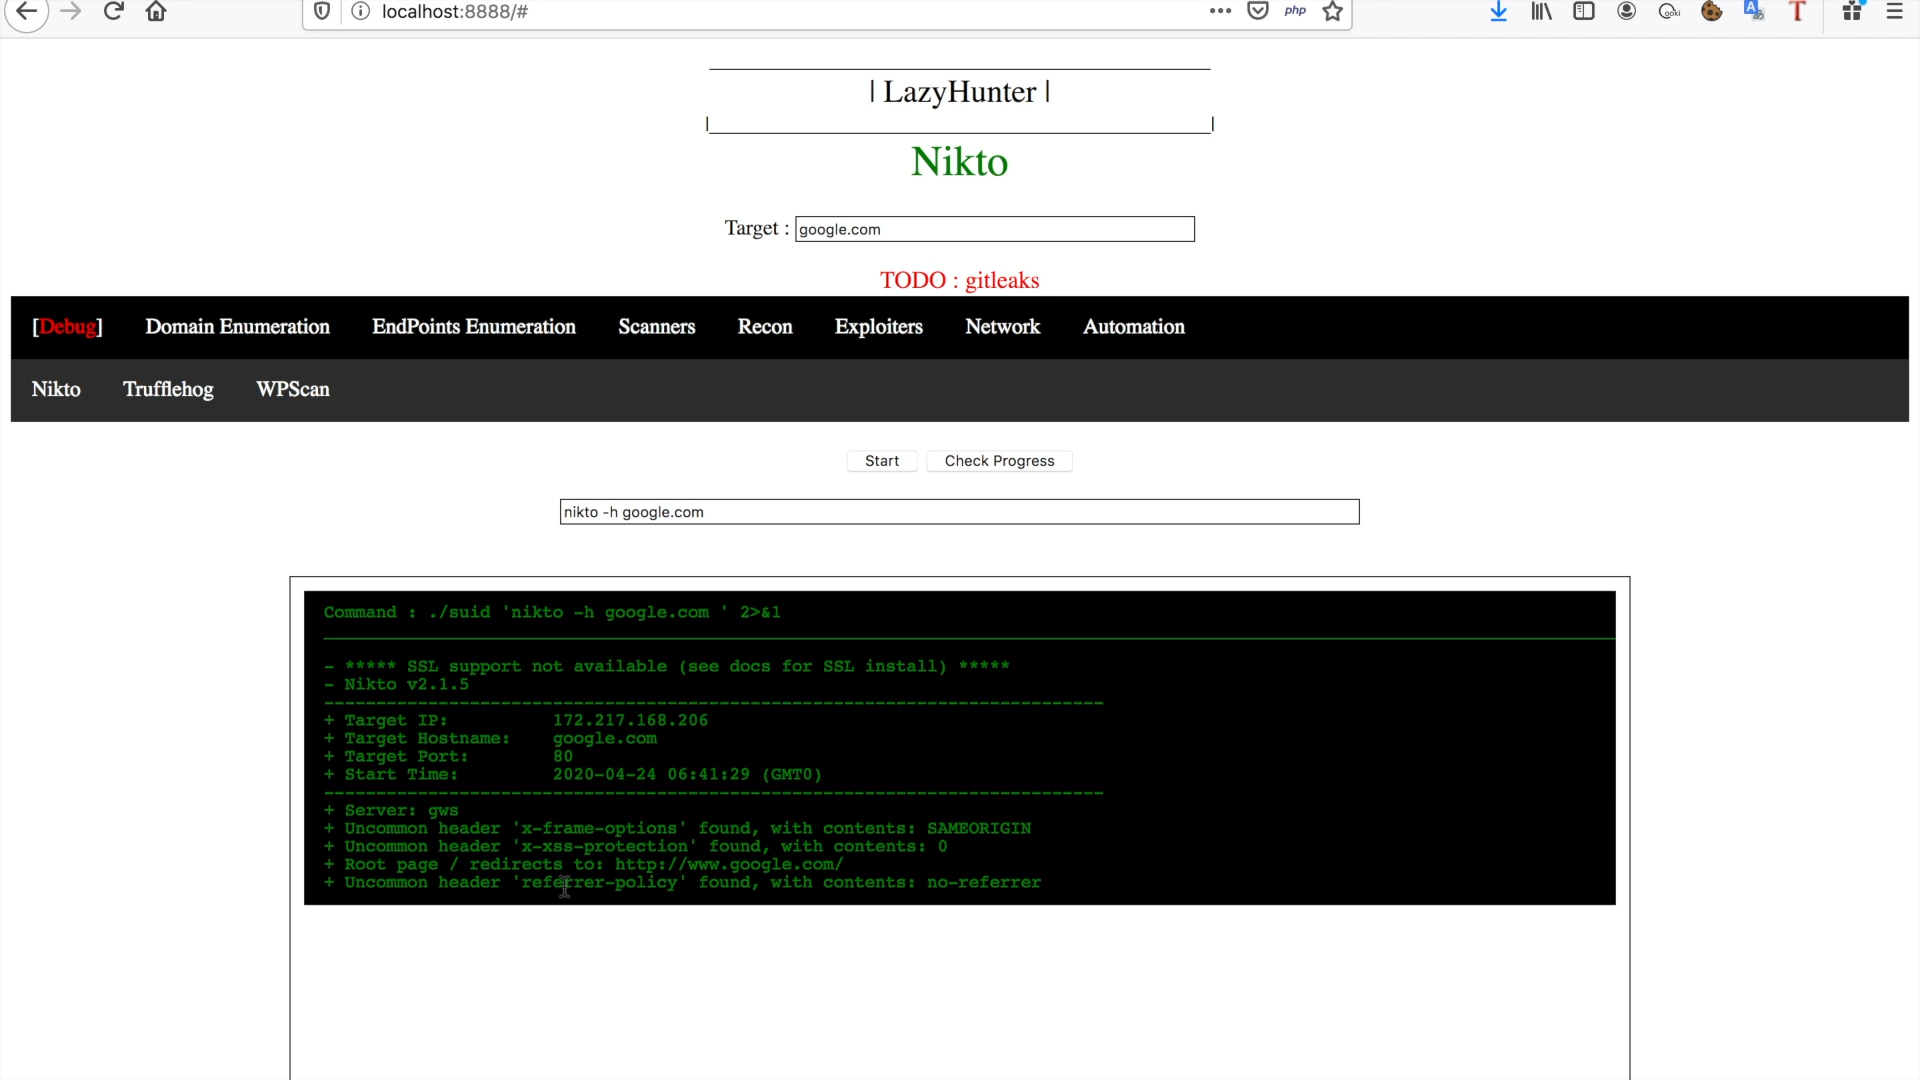 localhost:8888/#
php
| LazyHunter |
Nikto
Target : google.com
TODO : gitleaks
[Debug] Domain Enumeration EndPoints Enumeration Scanners Recon Exploiters Network Automation
Nikto Trufflehog WPScan
Start Check Progress
nikto -h google.com
Command : ./suid 'nikto -h google.com ' 2>&1
- ***** SSL support not available (see docs for SSL install) *****
- Nikto v2.1.5
---------------------------------------------------------------------------
+ Target IP: 172.217.168.206
+ Target Hostname: google.com
+ Target Port: 80
+ Start Time: 2020-04-24 06:41:29 (GMT0)
---------------------------------------------------------------------------
+ Server: gws
+ Uncommon header 'x-frame-options' found, with contents: SAMEORIGIN
+ Uncommon header 'x-xss-protection' found, with contents: 0
+ Root page / redirects to: http://www.google.com/
+ Uncommon header 'referrer-policy' found, with contents: no-referrer